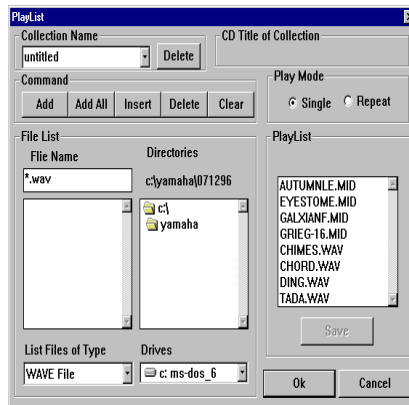 PlayList
Collection Name
untitled
Delete
CD Title of Collection
Command
Add Add All Insert Delete Clear
Play Mode
Single Repeat
File List
Flie Name
*.wav
Directories
c:\yamaha\071296
c:\
yamaha
List Files of Type
WAVE File
Drives
c: ms-dos_6
PlayList
AUTUMNLE.MID
EYESTOME.MID
GALXIANF.MID
GRIEG-16.MID
CHIMES.WAV
CHORD.WAV
DING.WAV
TADA.WAV
Save
Ok Cancel